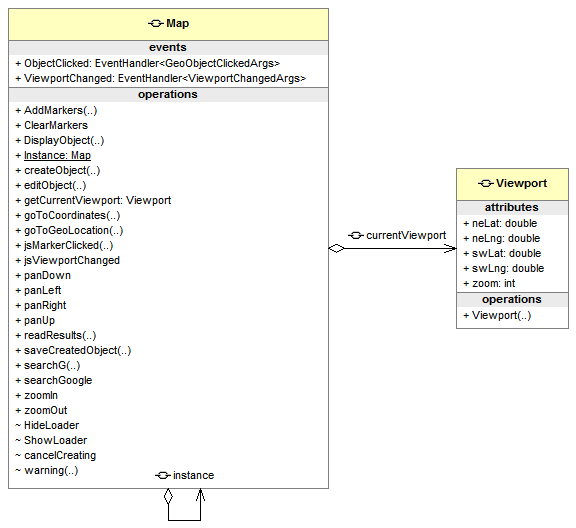 Map
events
+ ObjectClicked: EventHandler<GeoObjectClickedArgs>
+ ViewportChanged: EventHandler<ViewportChangedArgs>
operations
+ AddMarkers(..)
+ ClearMarkers
+ DisplayObject(..)
+ Instance: Map
+ createObject(..)
+ editObject(..)
+ getCurrentViewport: Viewport
+ goToCoordinates(..)
+ goToGeoLocation(..)
+ jsMarkerClicked(..)
+ jsViewportChanged
+ panDown
+ panLeft
+ panRight
+ panUp
+ readResults(..)
+ saveCreatedObject(..)
+ searchG(..)
+ searchGoogle
+ zoomIn
+ zoomOut
~ HideLoader
~ ShowLoader
~ cancelCreating
~ warning(..)
instance
currentViewport
Viewport
attributes
+ neLat: double
+ neLng: double
+ swLat: double
+ swLng: double
+ zoom: int
operations
+ Viewport(..)